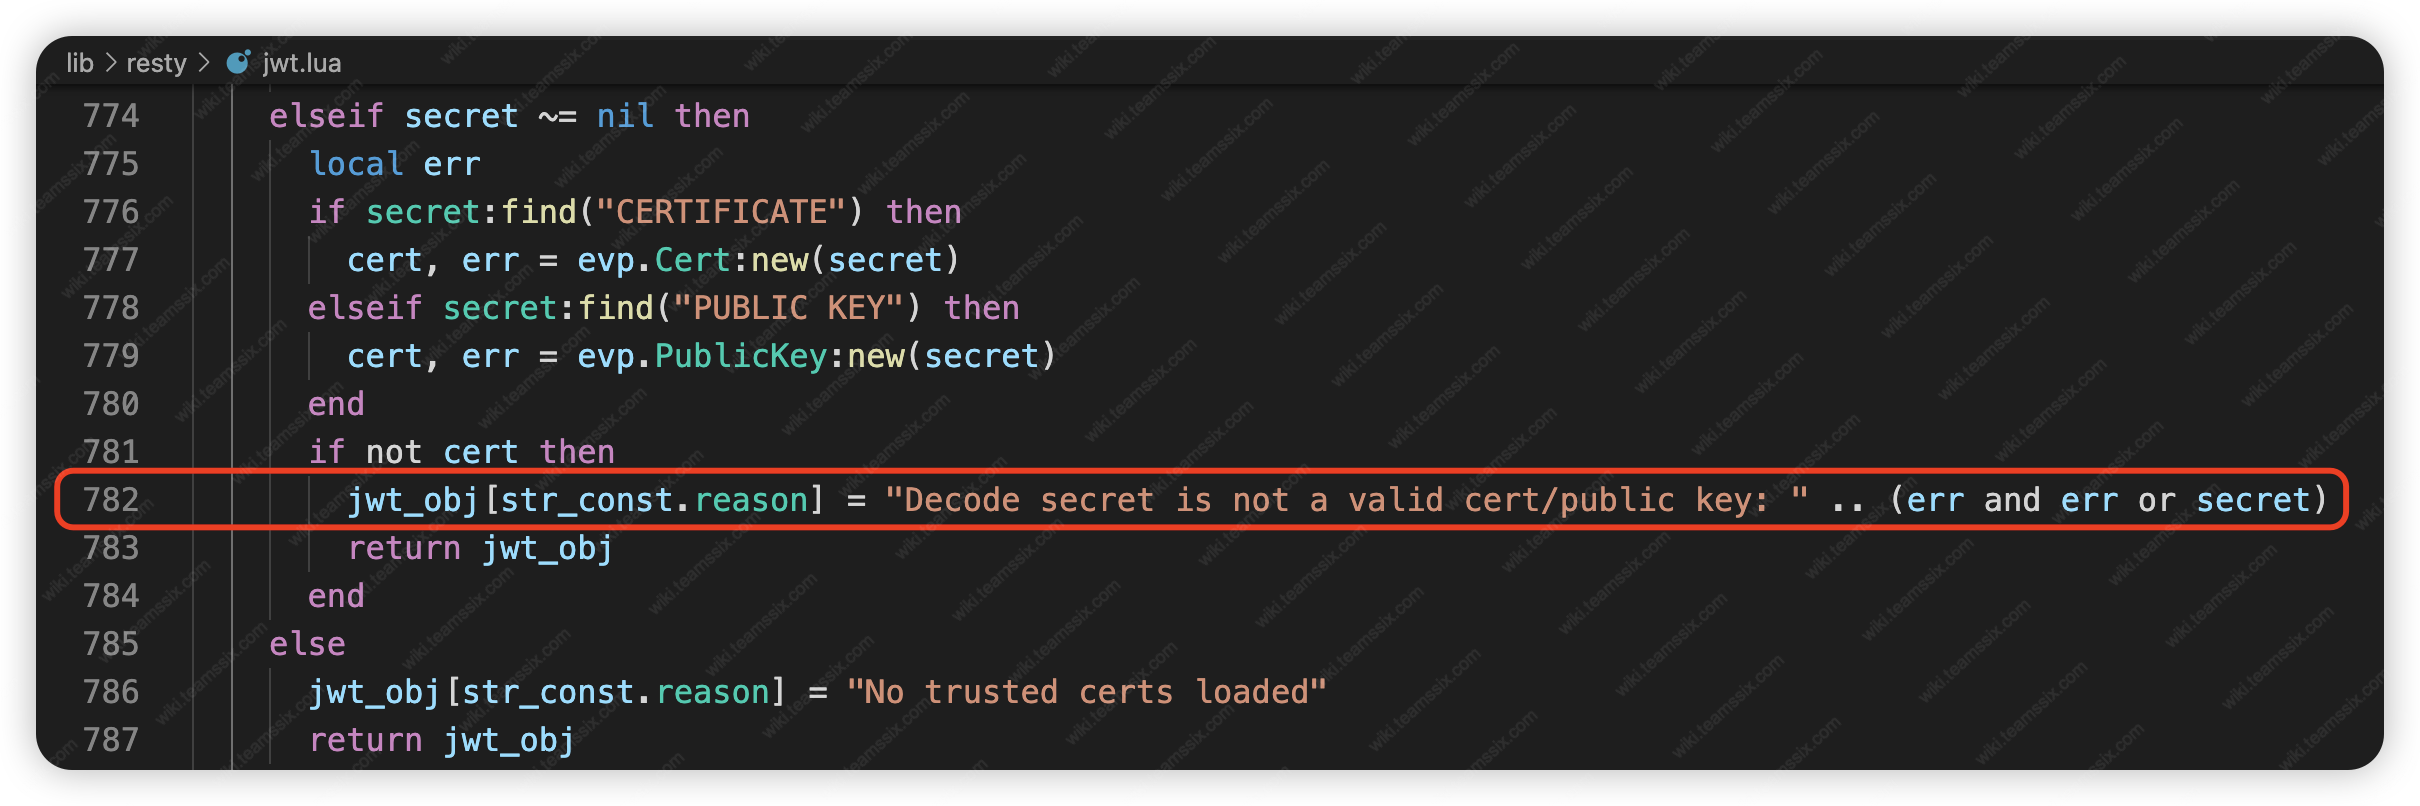 lib > resty > jwt.lua
774 elseif secret ~= nil then
775 local err
776 if secret:find("CERTIFICATE") then
777 cert, err = evp.Cert:new(secret)
778 elseif secret:find("PUBLIC KEY") then
779 cert, err = evp.PublicKey:new(secret)
780 end
781 if not cert then
782 jwt_obj[str_const.reason] = "Decode secret is not a valid cert/public key: " .. (err and err or secret)
783 return jwt_obj
784 end
785 else
786 jwt_obj[str_const.reason] = "No trusted certs loaded"
787 return jwt_obj
wiki.teamssix.com